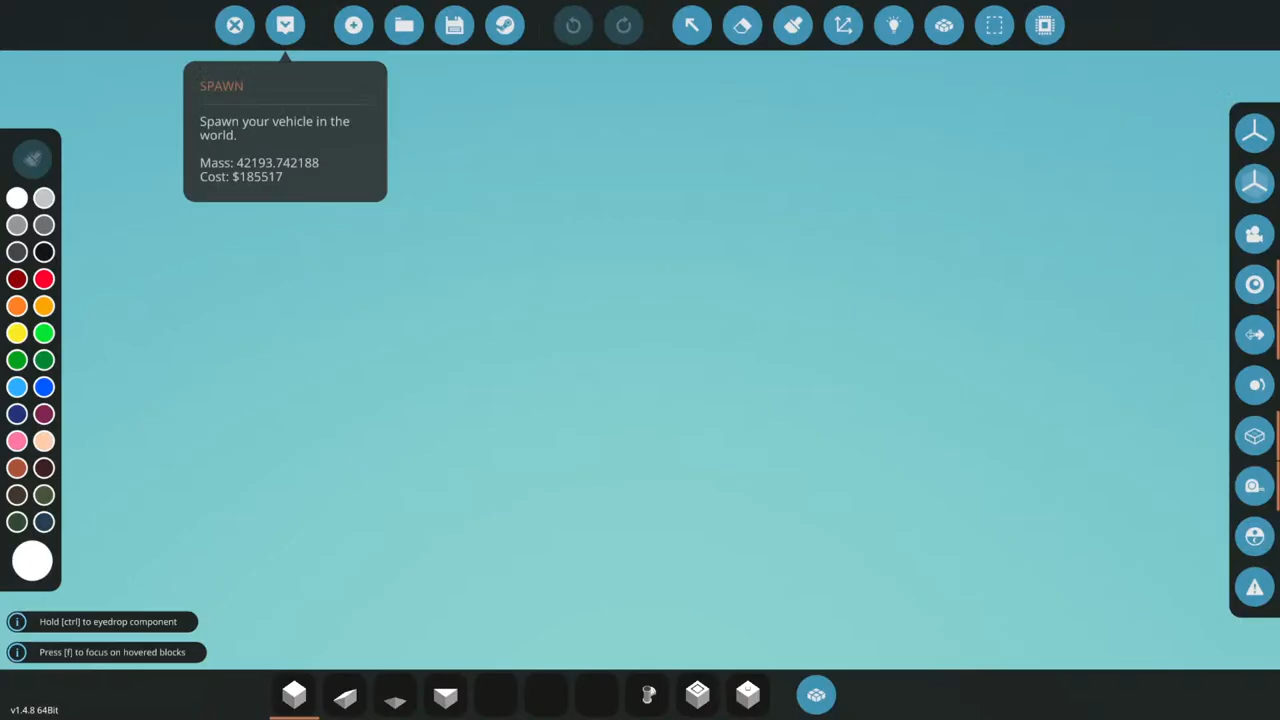 SPAWN
Spawn your vehicle in the
world.
Mass: 42193.742188
Cost: $185517
Hold [ctrl] to eyedrop component
Press [f] to focus on hovered blocks
v1.4.8 64Bit